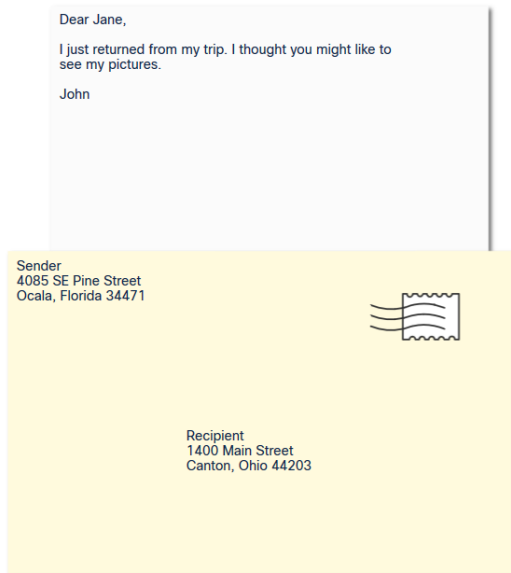 Dear Jane,
I just returned from my trip. I thought you might like to
see my pictures.
John
Sender
4085 SE Pine Street
Ocala, Florida 34471
Recipient
1400 Main Street
Canton, Ohio 44203